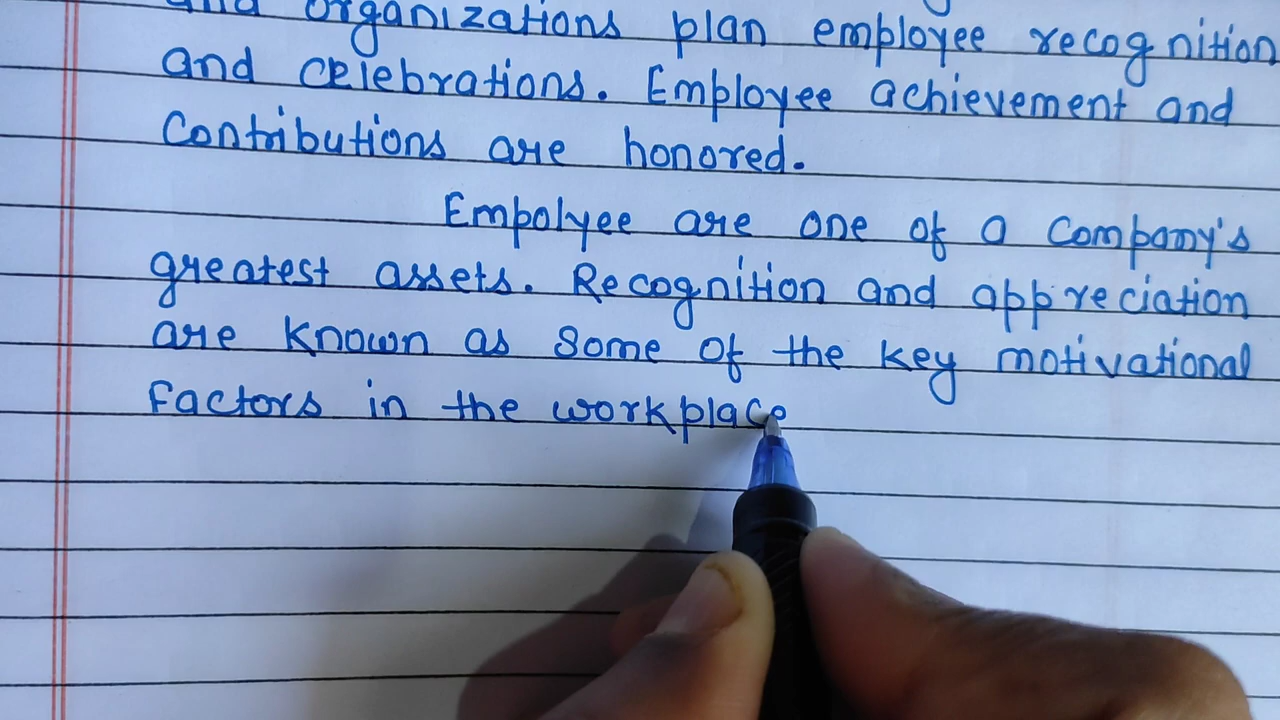 and organizations plan employee recognition
and celebrations. Employee achievement and
Contributions are honored.
Empolyee are one of a Company's
greatest assets. Recognition and appreciation
are known as some of the key motivational
factors in the workplace